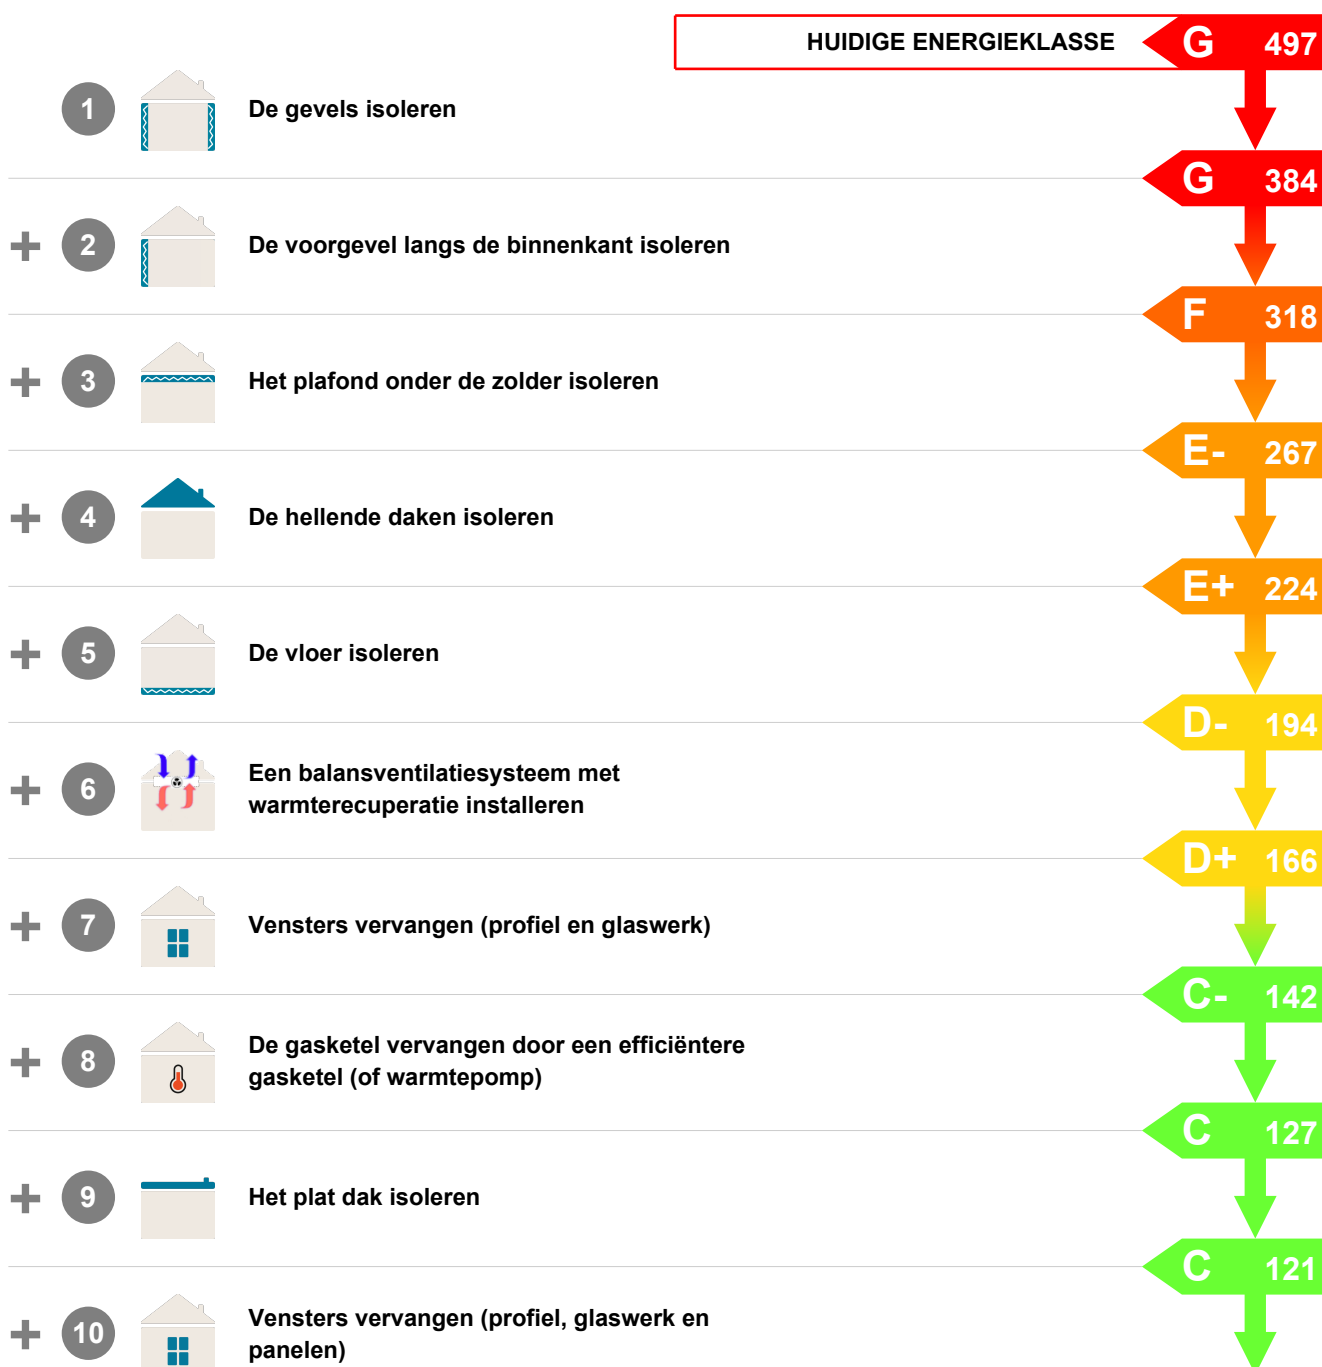 HUIDIGE ENERGIEKLASSE G 497
1 De gevels isoleren
G 384
+ 2 De voorgevel langs de binnenkant isoleren
F 318
+ 3 Het plafond onder de zolder isoleren
E- 267
+ 4 De hellende daken isoleren
E+ 224
+ 5 De vloer isoleren
D- 194
+ 6 Een balansventilatiesysteem met
warmterecuperatie installeren
D+ 166
+ 7 Vensters vervangen (profiel en glaswerk)
C- 142
+ 8 De gasketel vervangen door een efficiëntere
gasketel (of warmtepomp)
C 127
+ 9 Het plat dak isoleren
C 121
+ 10 Vensters vervangen (profiel, glaswerk en
panelen)